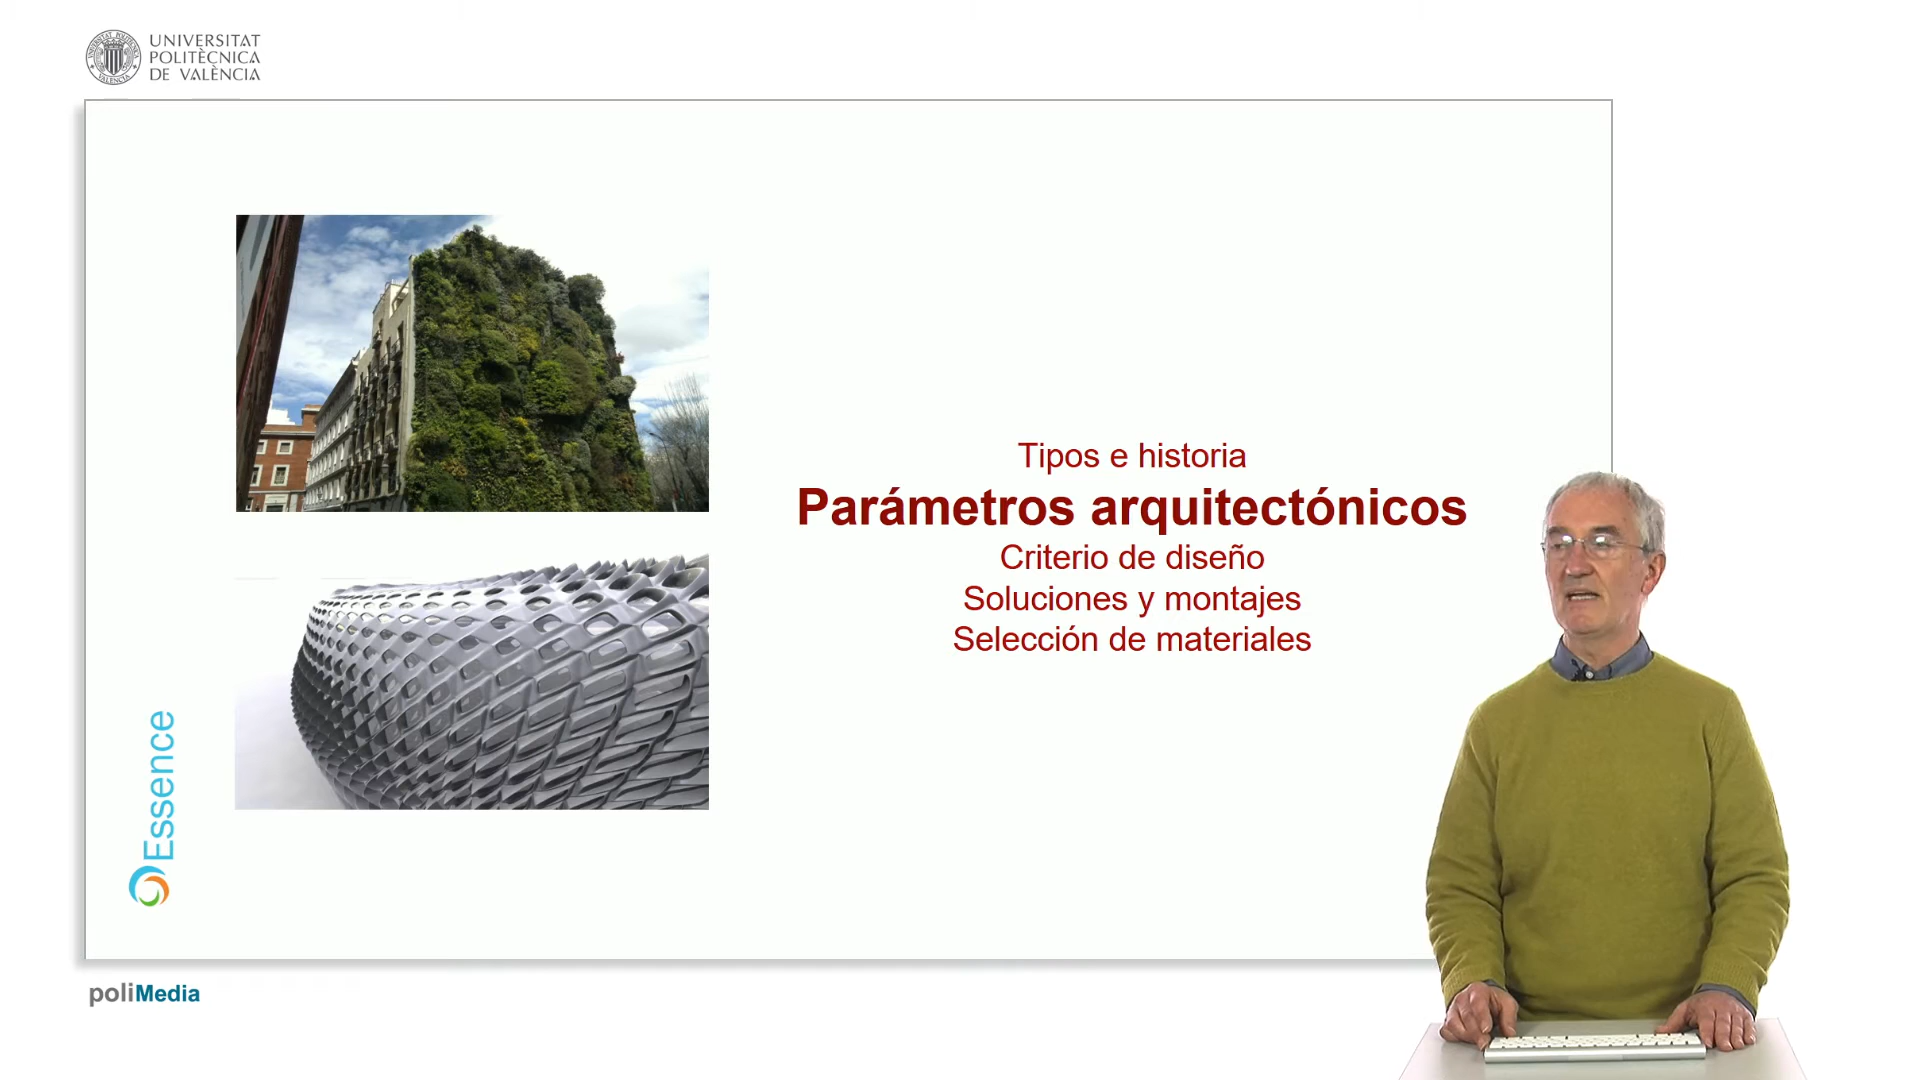 UNIVERSITAT
POLITÈCNICA
DE VALÈNCIA
Tipos e historia
Parámetros arquitectónicos
Criterio de diseño
Soluciones y montajes
Selección de materiales
Essence
poliMedia